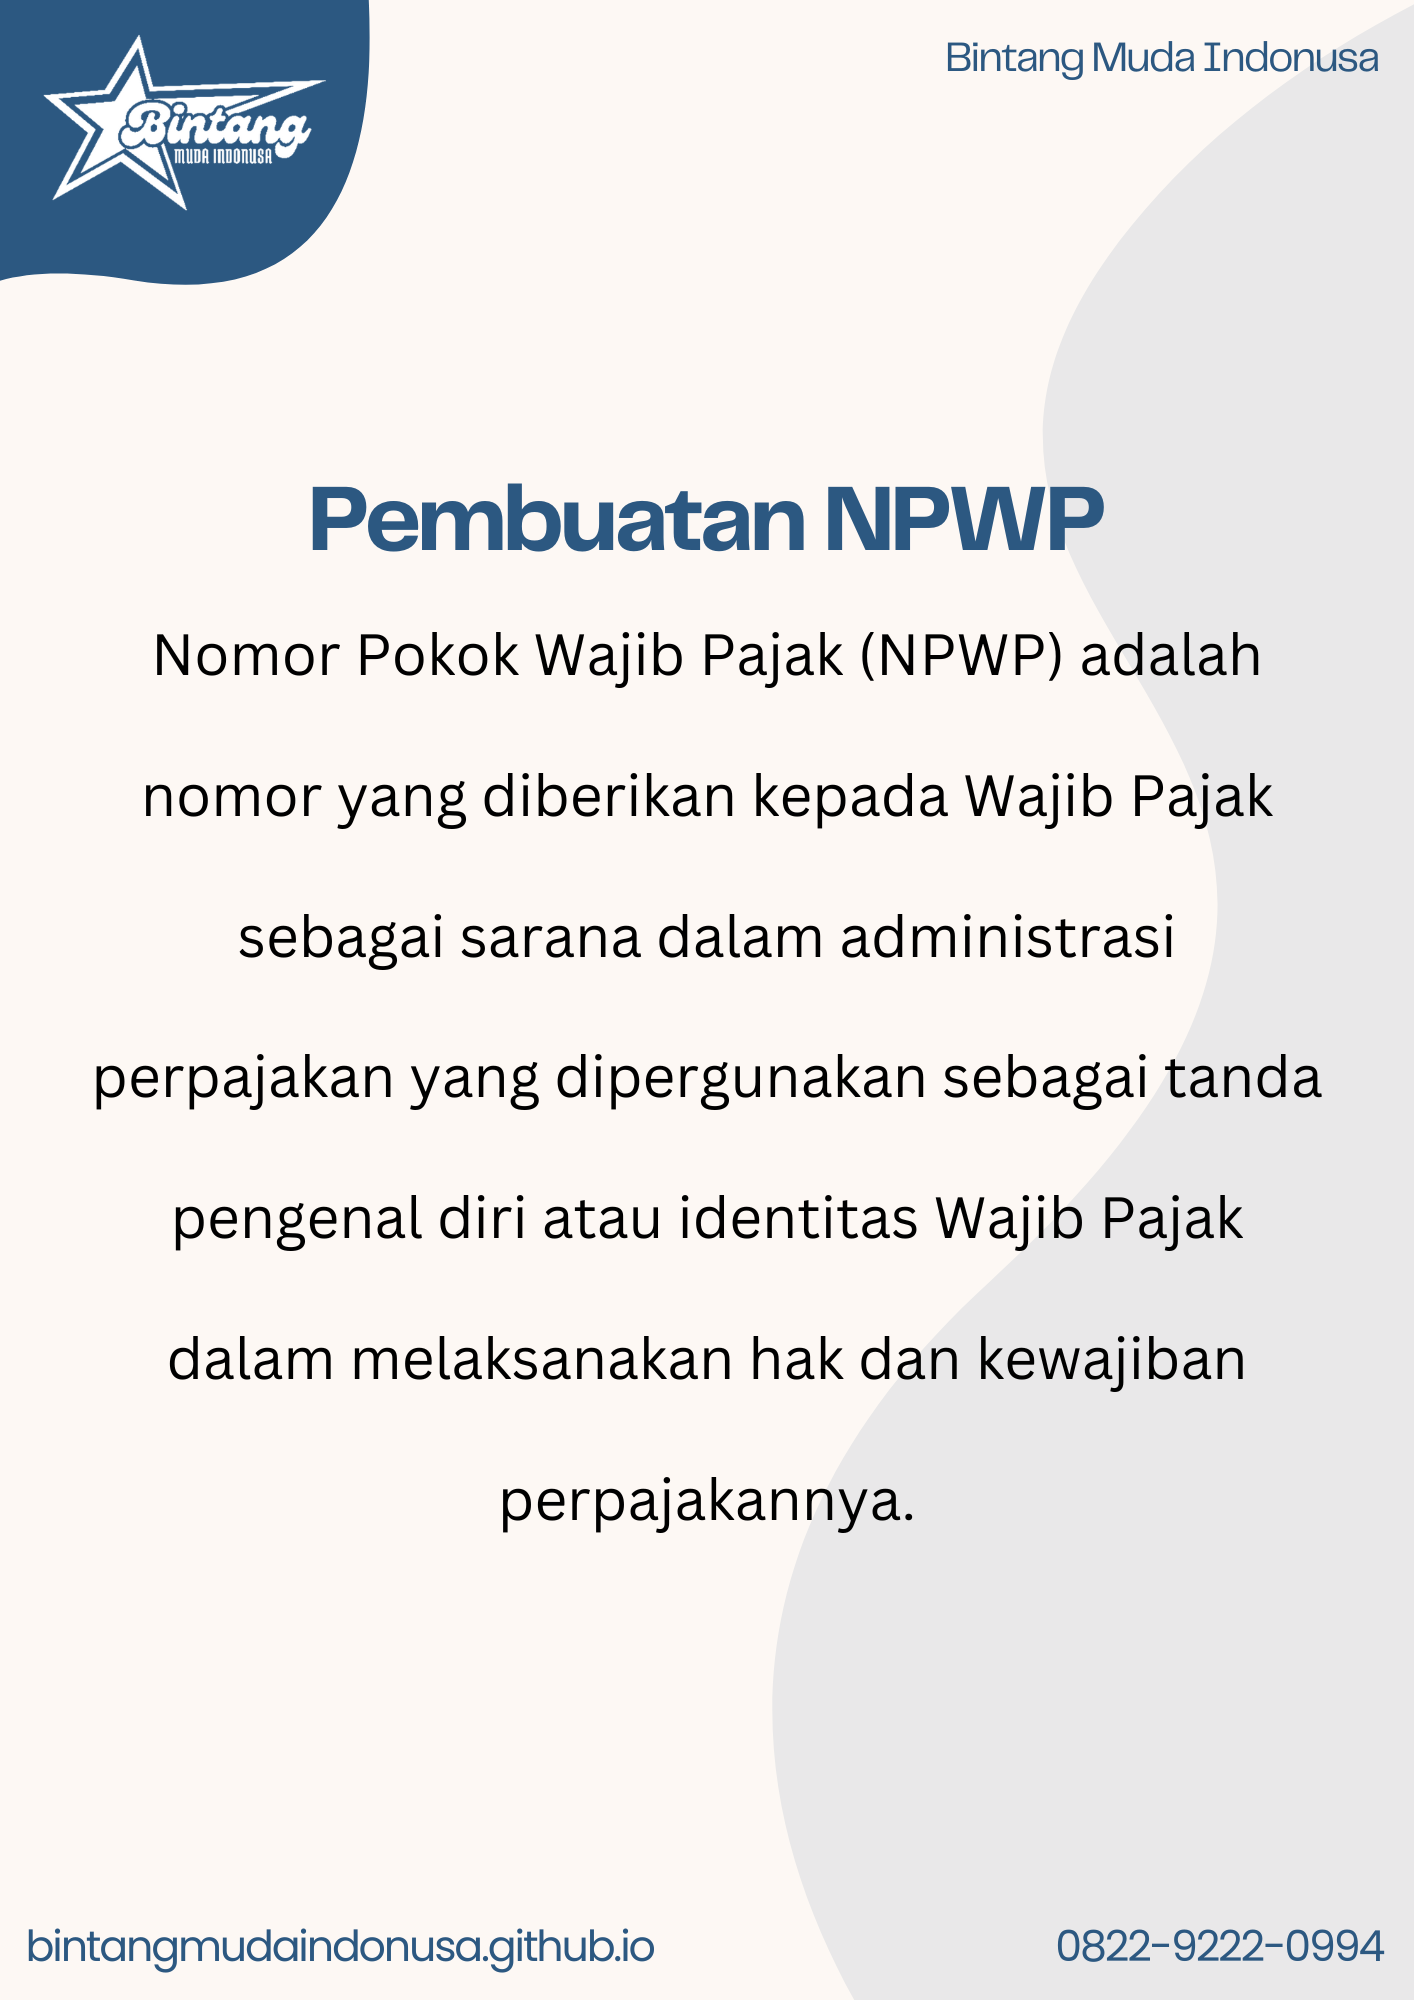 Bintang
MUDA INDONUSA
Bintang Muda Indonusa
Pembuatan NPWP
Nomor Pokok Wajib Pajak (NPWP) adalah
nomor yang diberikan kepada Wajib Pajak
sebagai sarana dalam administrasi
perpajakan yang dipergunakan sebagai tanda
pengenal diri atau identitas Wajib Pajak
dalam melaksanakan hak dan kewajiban
perpajakannya.
bintangmudaindonusa.github.io
0822-9222-0994